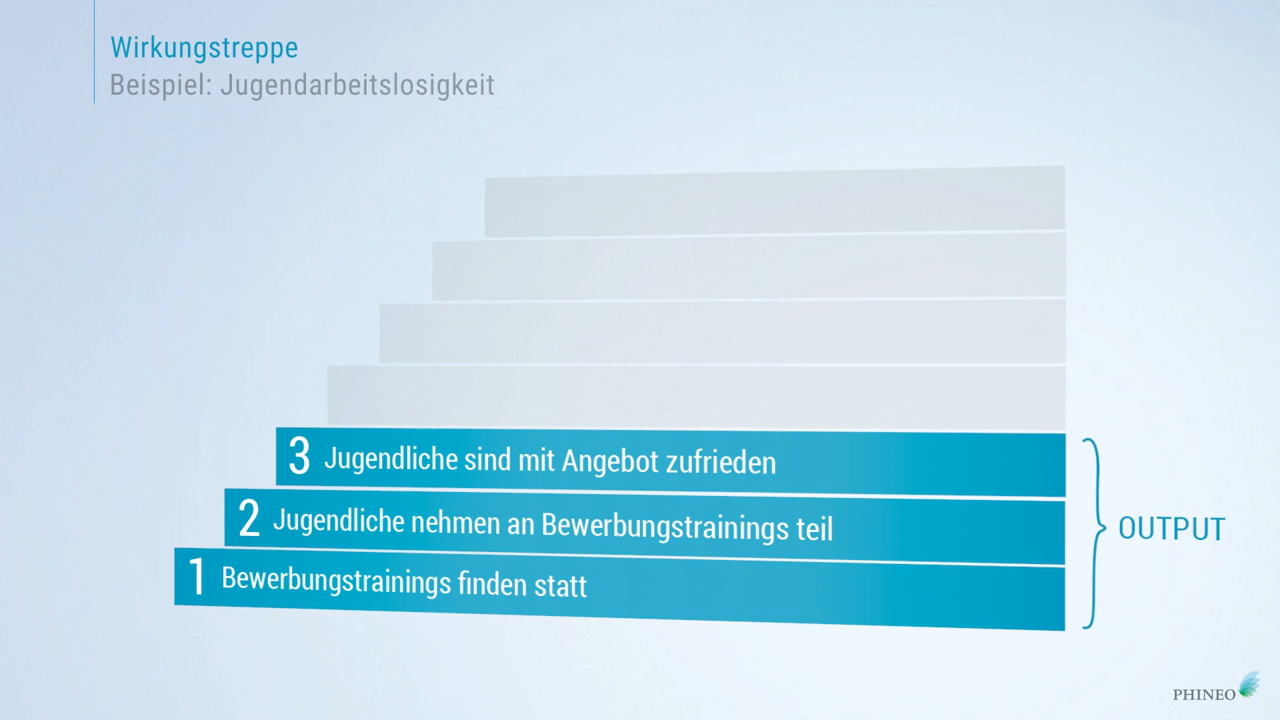 Wirkungstreppe
Beispiel: Jugendarbeitslosigkeit
3 Jugendliche sind mit Angebot zufrieden
2 Jugendliche nehmen an Bewerbungstrainings teil
1 Bewerbungstrainings finden statt
OUTPUT
PHINEO